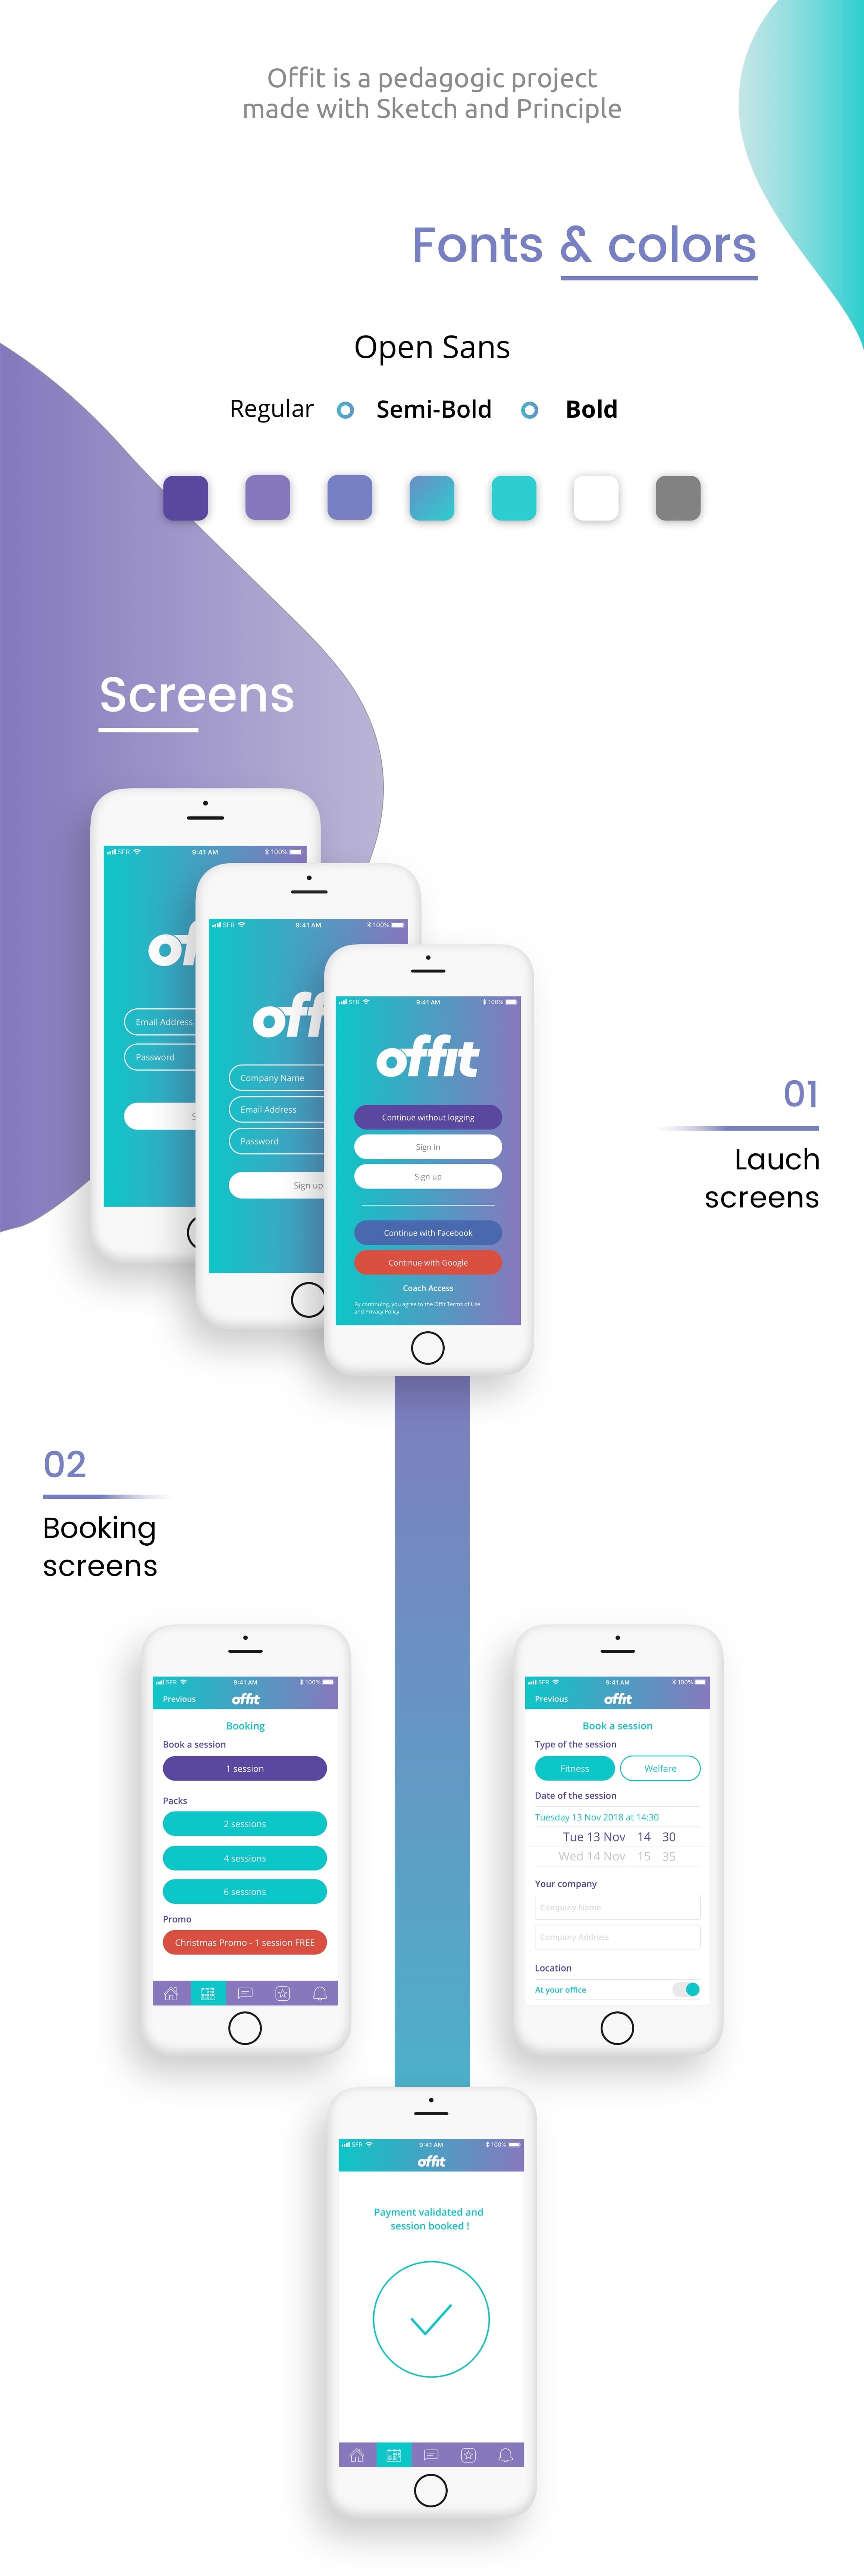 Offit is a pedagogic project
made with Sketch and Principle
Fonts & colors
Open Sans
Regular
Semi-Bold
Bold
Screens
SFR 9:41 AM 100%
of
Email Address
Password
S
SFR 9:41 AM 100%
off
Company Name
Email Address
Password
Sign up
SFR 9:41 AM 100%
offit
Continue without logging
Sign in
Sign up
Continue with Facebook
Continue with Google
Coach Access
By continuing, you agree to the Offit Terms of Use
and Privacy Policy
01
Lauch
screens
02
Booking
screens
SFR 9:41 AM 100%
Previous offit
Booking
Book a session
1 session
Packs
2 sessions
4 sessions
6 sessions
Promo
Christmas Promo - 1 session FREE
SFR 9:41 AM 100%
Previous offit
Book a session
Type of the session
Fitness Welfare
Date of the session
Tuesday 13 Nov 2018 at 14:30
Tue 13 Nov 14 30
Wed 14 Nov 15 35
Your company
Company Name
Company Address
Location
At your office
SFR 9:41 AM 100%
offit
Payment validated and
session booked !